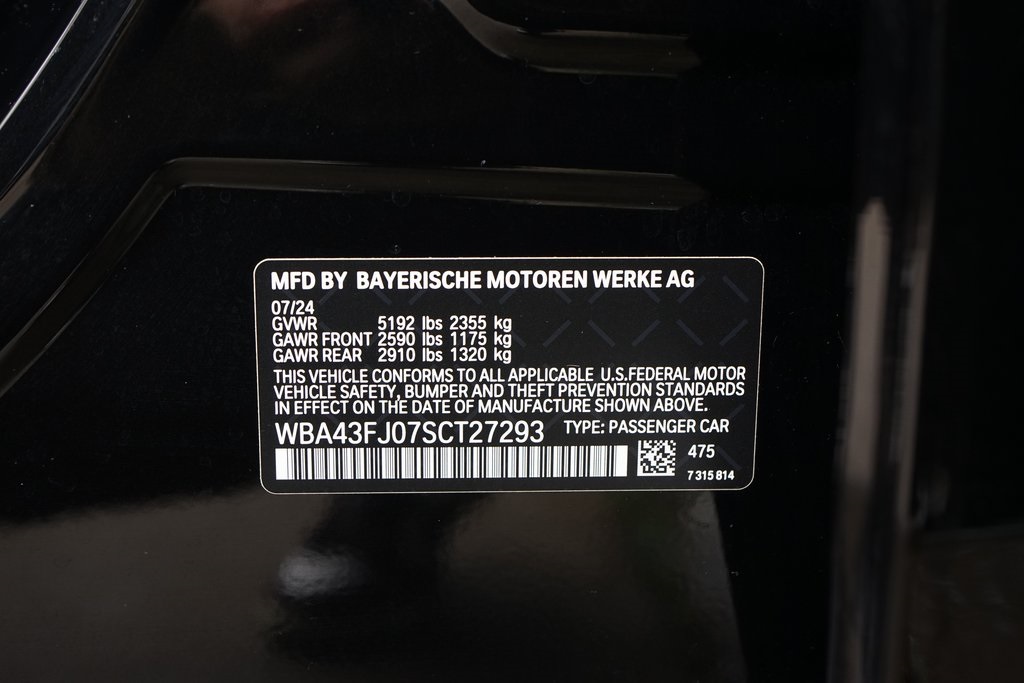 MFD BY BAYERISCHE MOTOREN WERKE AG
07/24
GVWR 5192 lbs 2355 kg
GAWR FRONT 2590 lbs 1175 kg
GAWR REAR 2910 lbs 1320 kg
THIS VEHICLE CONFORMS TO ALL APPLICABLE U.S.FEDERAL MOTOR
VEHICLE SAFETY, BUMPER AND THEFT PREVENTION STANDARDS
IN EFFECT ON THE DATE OF MANUFACTURE SHOWN ABOVE.
WBA43FJ07SCT27293 TYPE: PASSENGER CAR
475
7 315 814